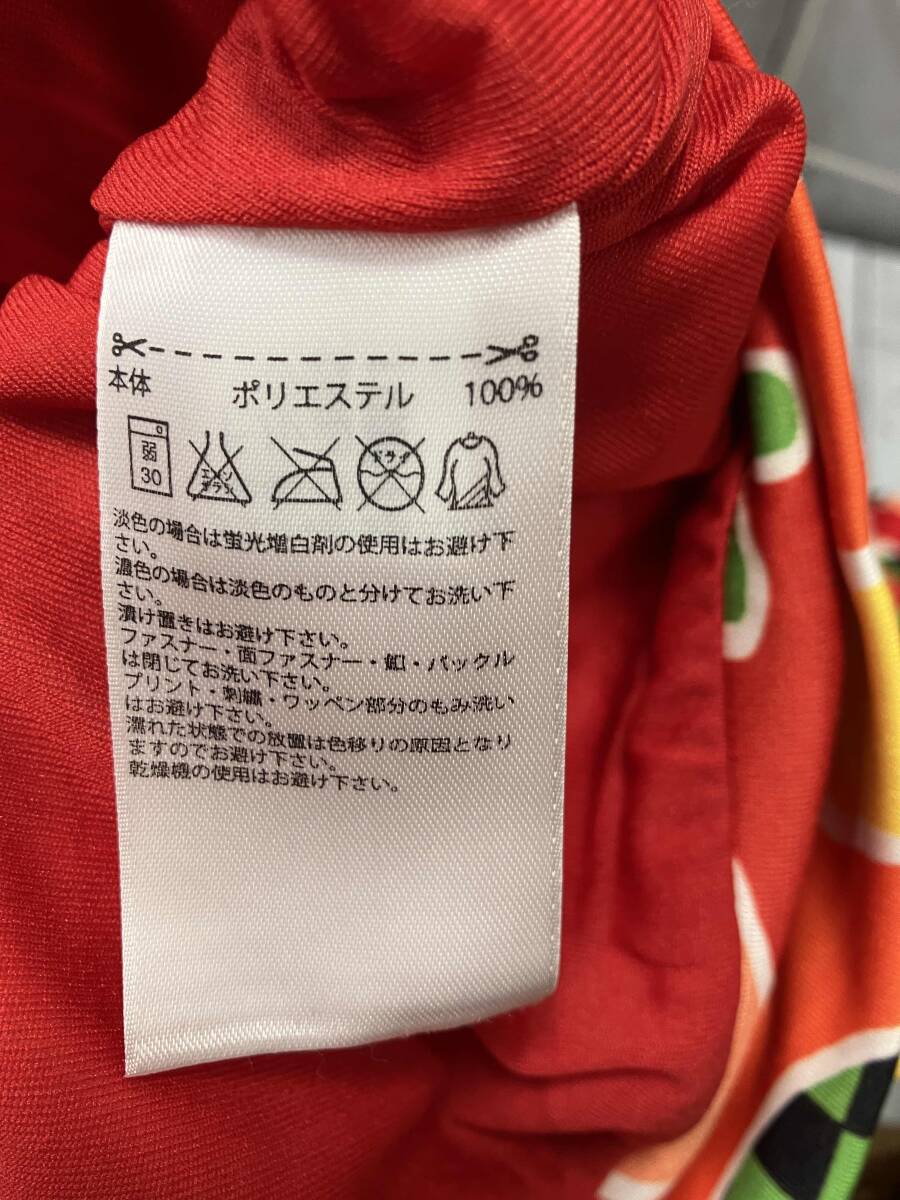 本体 ポリエステル 100%
弱
30
エンソ
サラシ
ドライ
淡色の場合は蛍光増白剤の使用はお避け下
さい。
濃色の場合は淡色のものと分けてお洗い下
さい。
漬け置きはお避け下さい。
ファスナー・面ファスナー・釦・バックル
は閉じてお洗い下さい。
プリント・刺繍・ワッペン部分のもみ洗い
はお避け下さい。
濡れた状態での放置は色移りの原因となり
ますのでお避け下さい。
乾燥機の使用はお避け下さい。